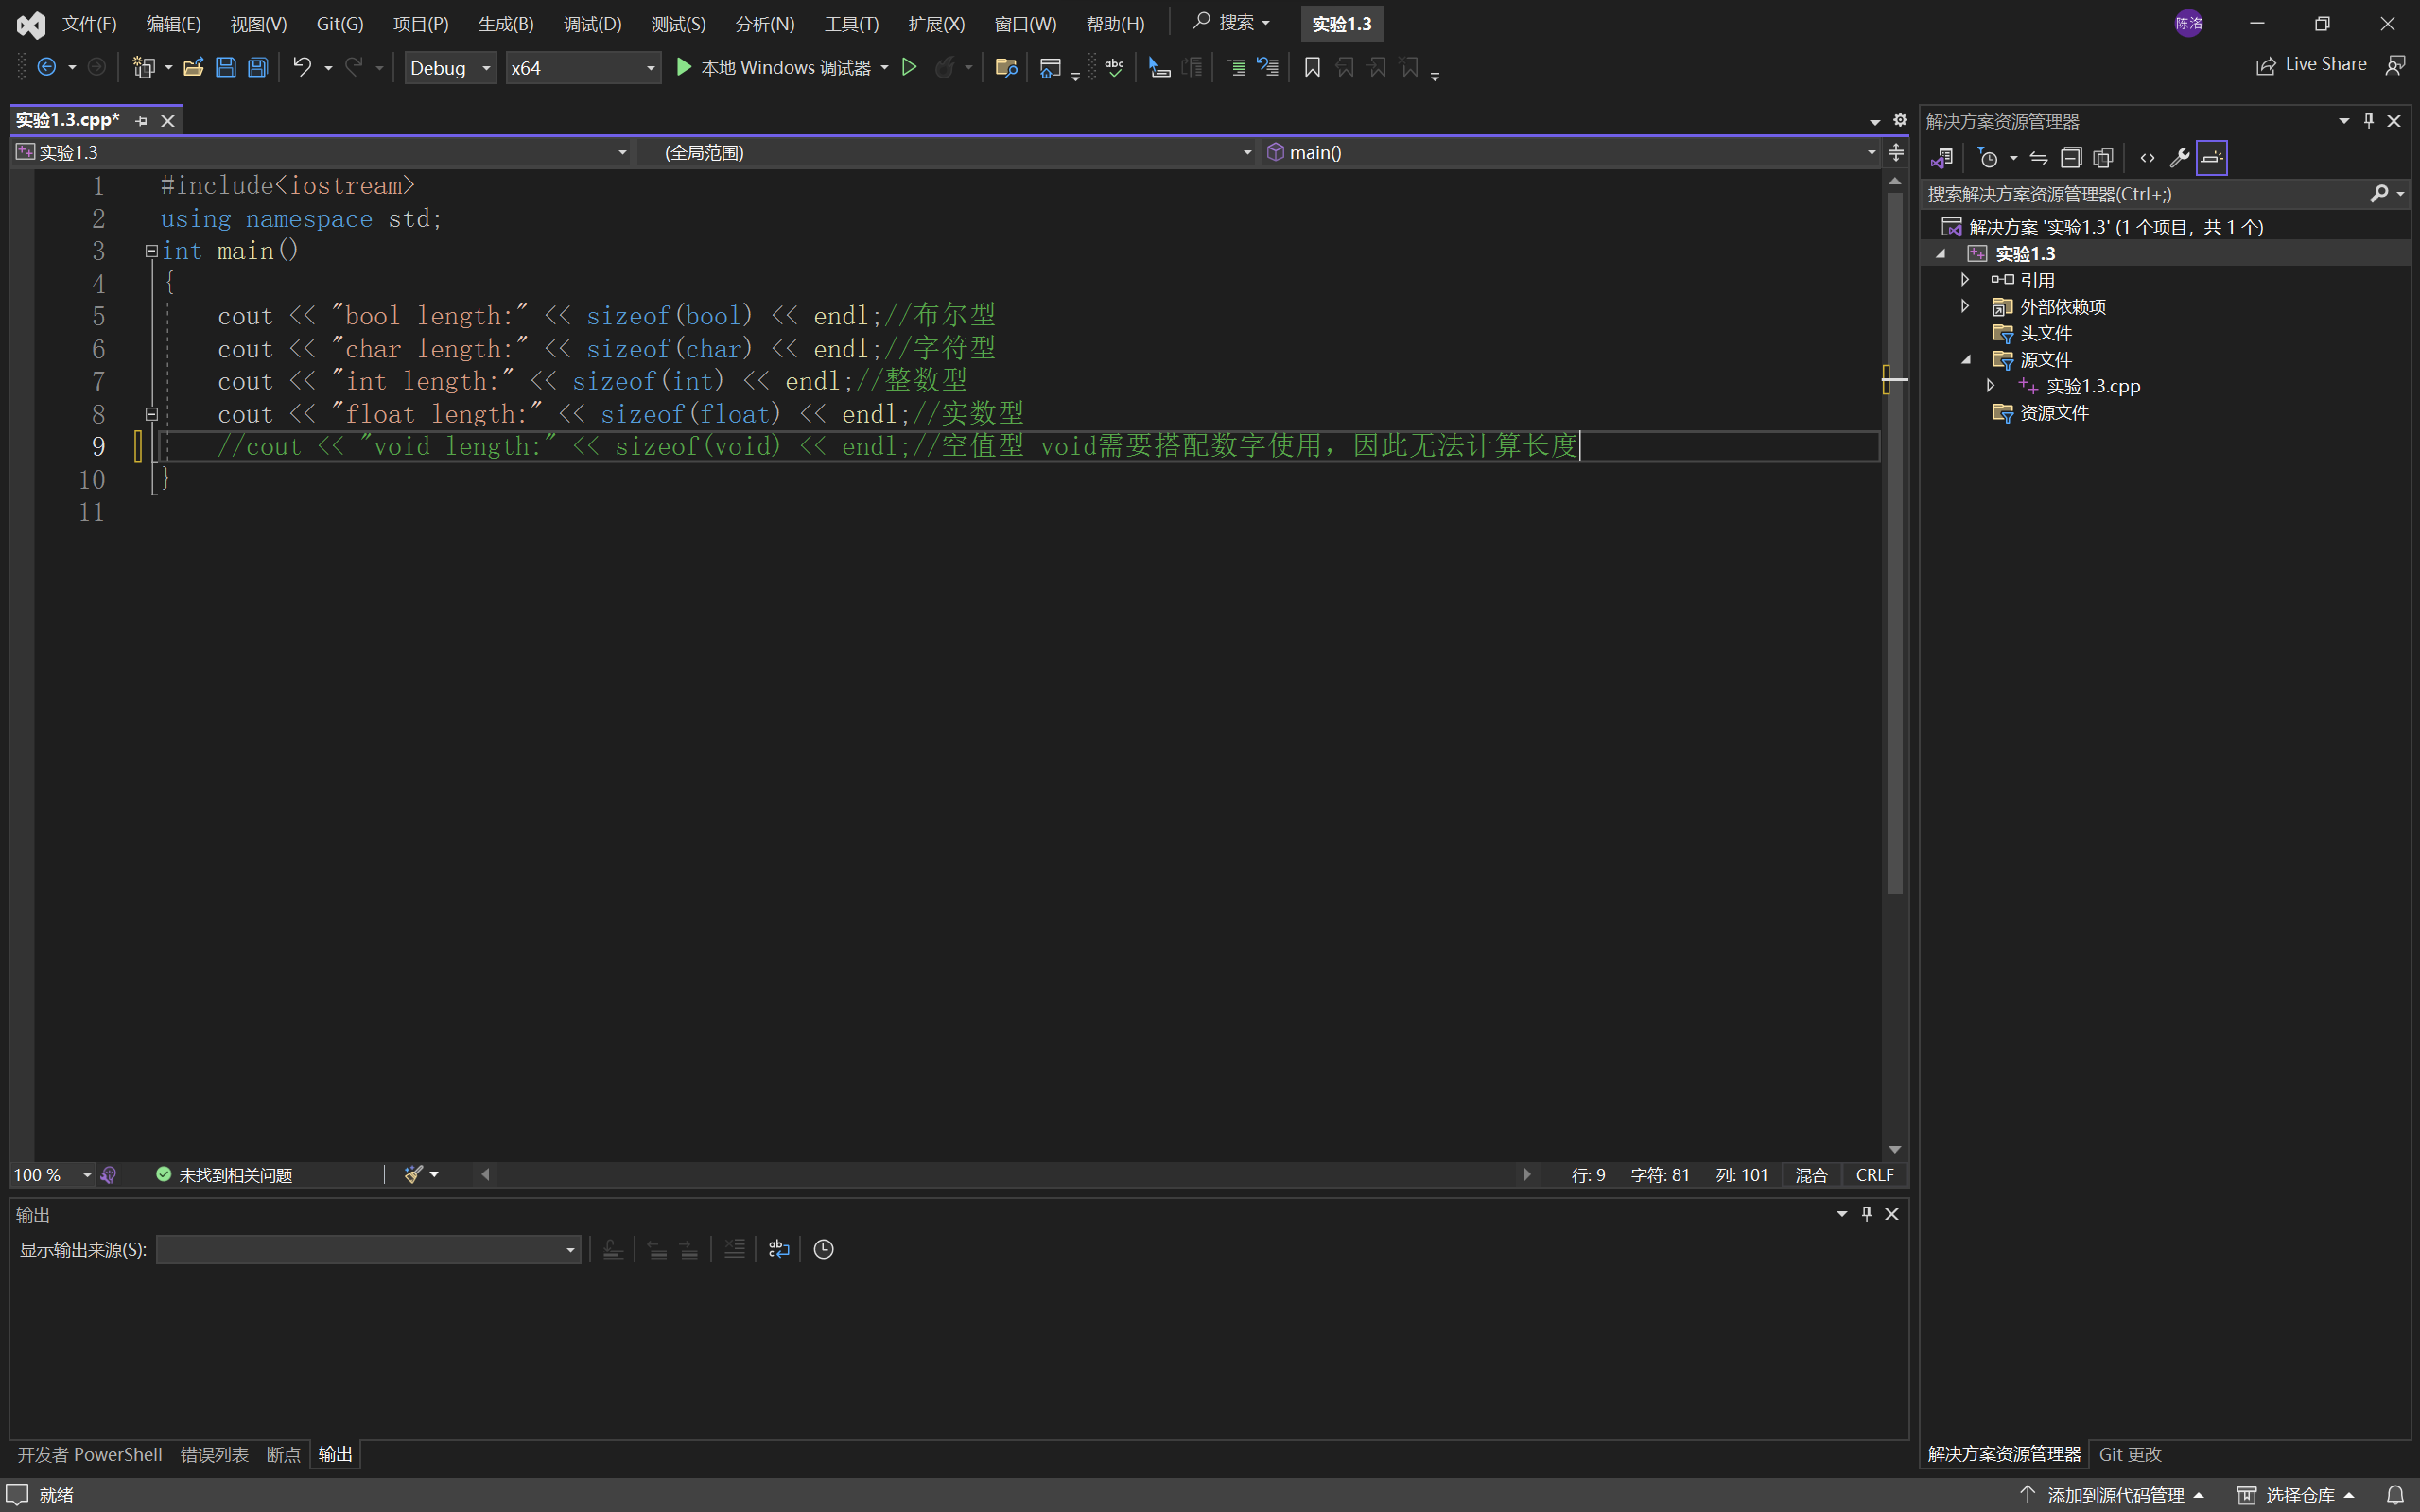 文件(F) 编辑(E) 视图(V) Git(G) 项目(P) 生成(B) 调试(D) 测试(S) 分析(N) 工具(T) 扩展(X) 窗口(W) 帮助(H) 搜索 实验1.3 陈洺
Debug x64 本地 Windows 调试器 abc Live Share
实验1.3.cpp*
实验1.3 (全局范围) main()
1 #include<iostream>
2 using namespace std;
3 int main()
4 {
5 cout << "bool length:" << sizeof(bool) << endl;//布尔型
6 cout << "char length:" << sizeof(char) << endl;//字符型
7 cout << "int length:" << sizeof(int) << endl;//整数型
8 cout << "float length:" << sizeof(float) << endl;//实数型
9 //cout << "void length:" << sizeof(void) << endl;//空值型 void需要搭配数字使用，因此无法计算长度
10 }
11
100 % 未找到相关问题 行: 9 字符: 81 列: 101 混合 CRLF
输出
显示输出来源(S):
开发者 PowerShell 错误列表 断点 输出
解决方案资源管理器
搜索解决方案资源管理器(Ctrl+;)
解决方案 '实验1.3' (1 个项目，共 1 个)
实验1.3
引用
外部依赖项
头文件
源文件
实验1.3.cpp
资源文件
解决方案资源管理器 Git 更改
就绪 添加到源代码管理 选择仓库